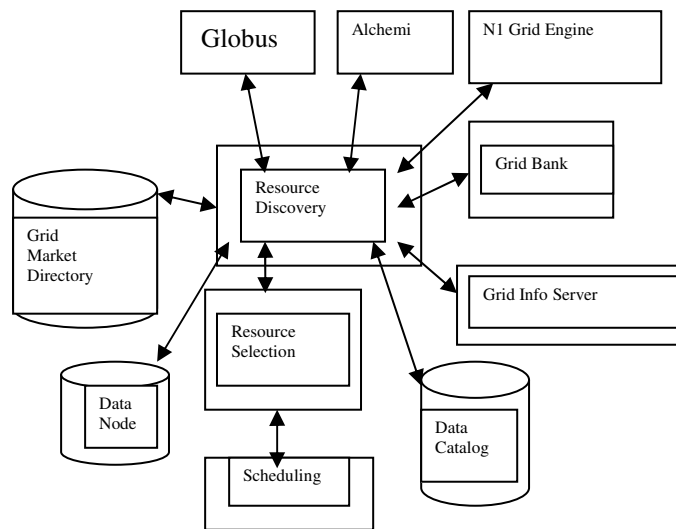 Globus
Alchemi
N1 Grid Engine
Grid Bank
Resource
Discovery
Grid
Market
Directory
Grid Info Server
Resource
Selection
Data
Node
Data
Catalog
Scheduling